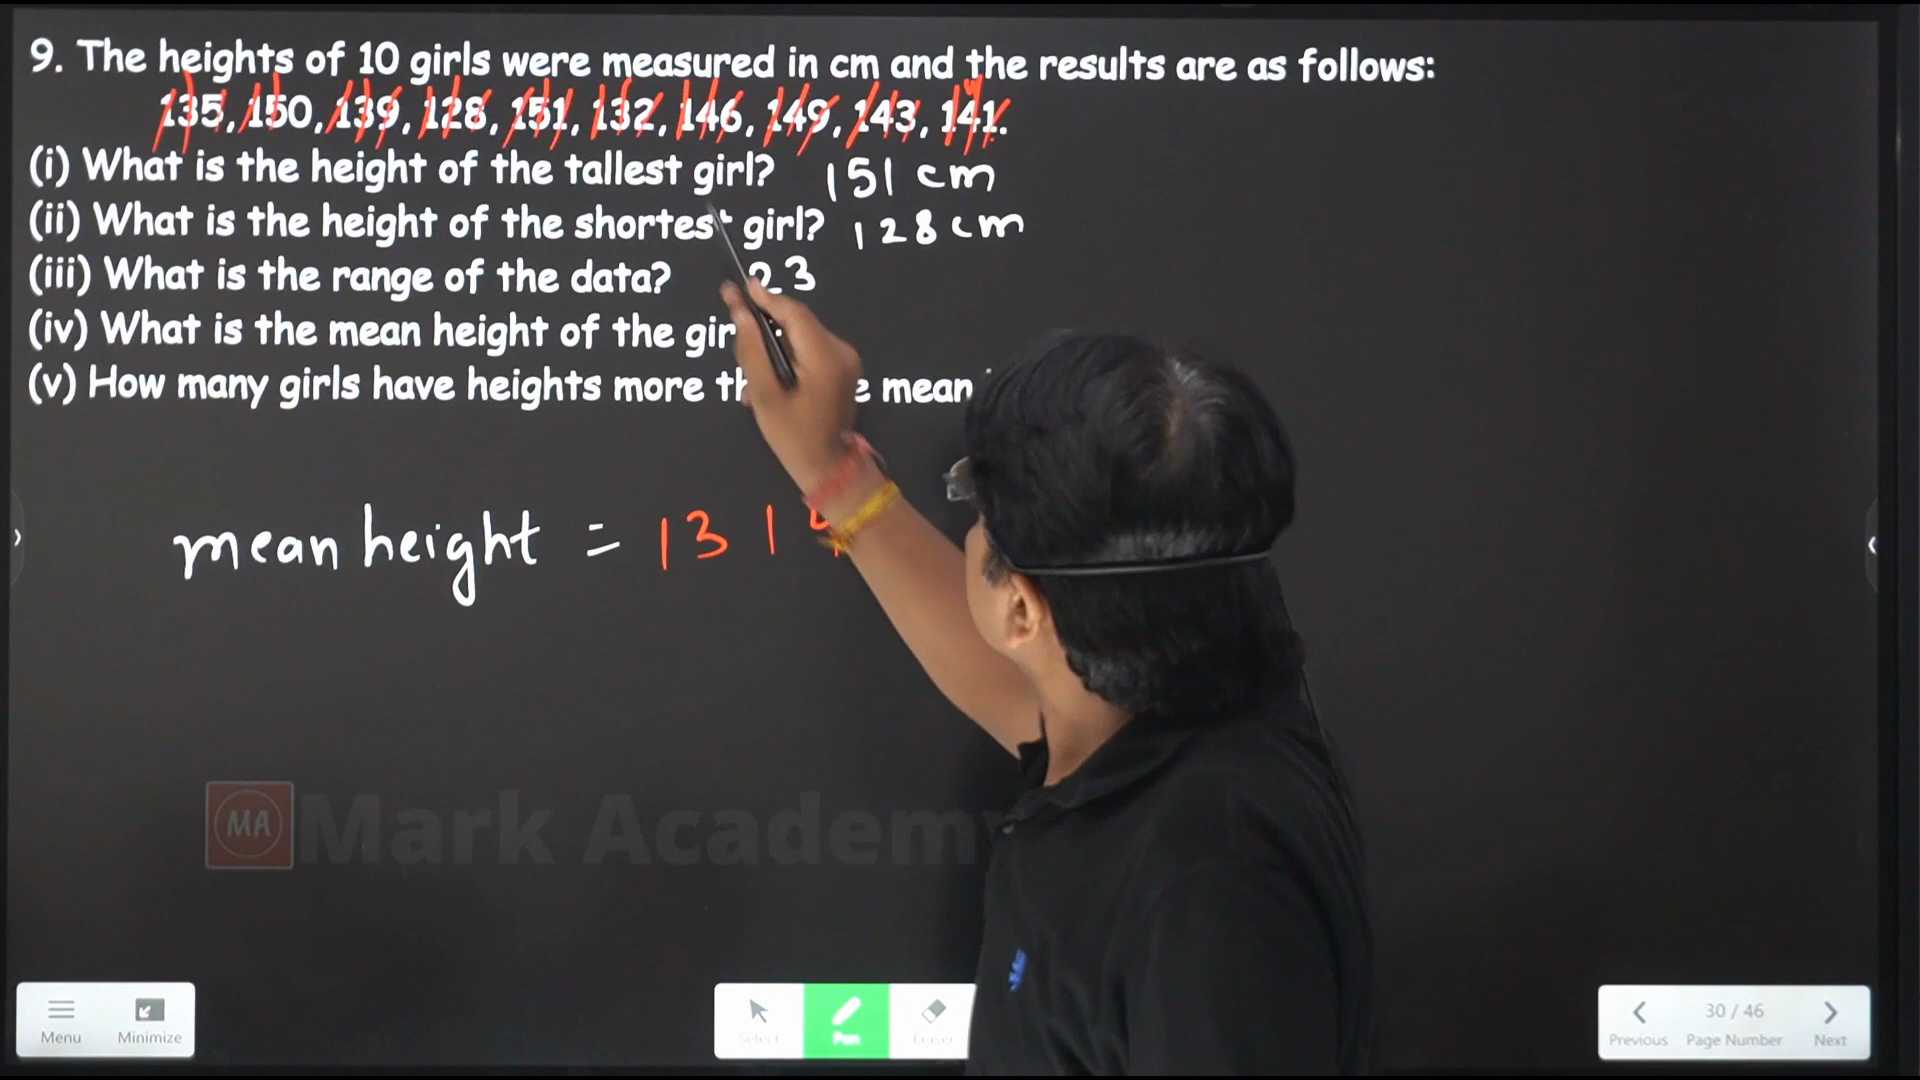 9. The heights of 10 girls were measured in cm and the results are as follows:
135, 150, 139, 128, 151, 132, 146, 149, 143, 141.
(i) What is the height of the tallest girl? 151 cm
(ii) What is the height of the shortest girl? 128 cm
(iii) What is the range of the data? 23
(iv) What is the mean height of the
(v) How many girls have heights more mean
mean height = 131
MA Mark Academy
Menu
Minimize
Select
Pen
Eraser
30 / 46
Previous Page Number Next